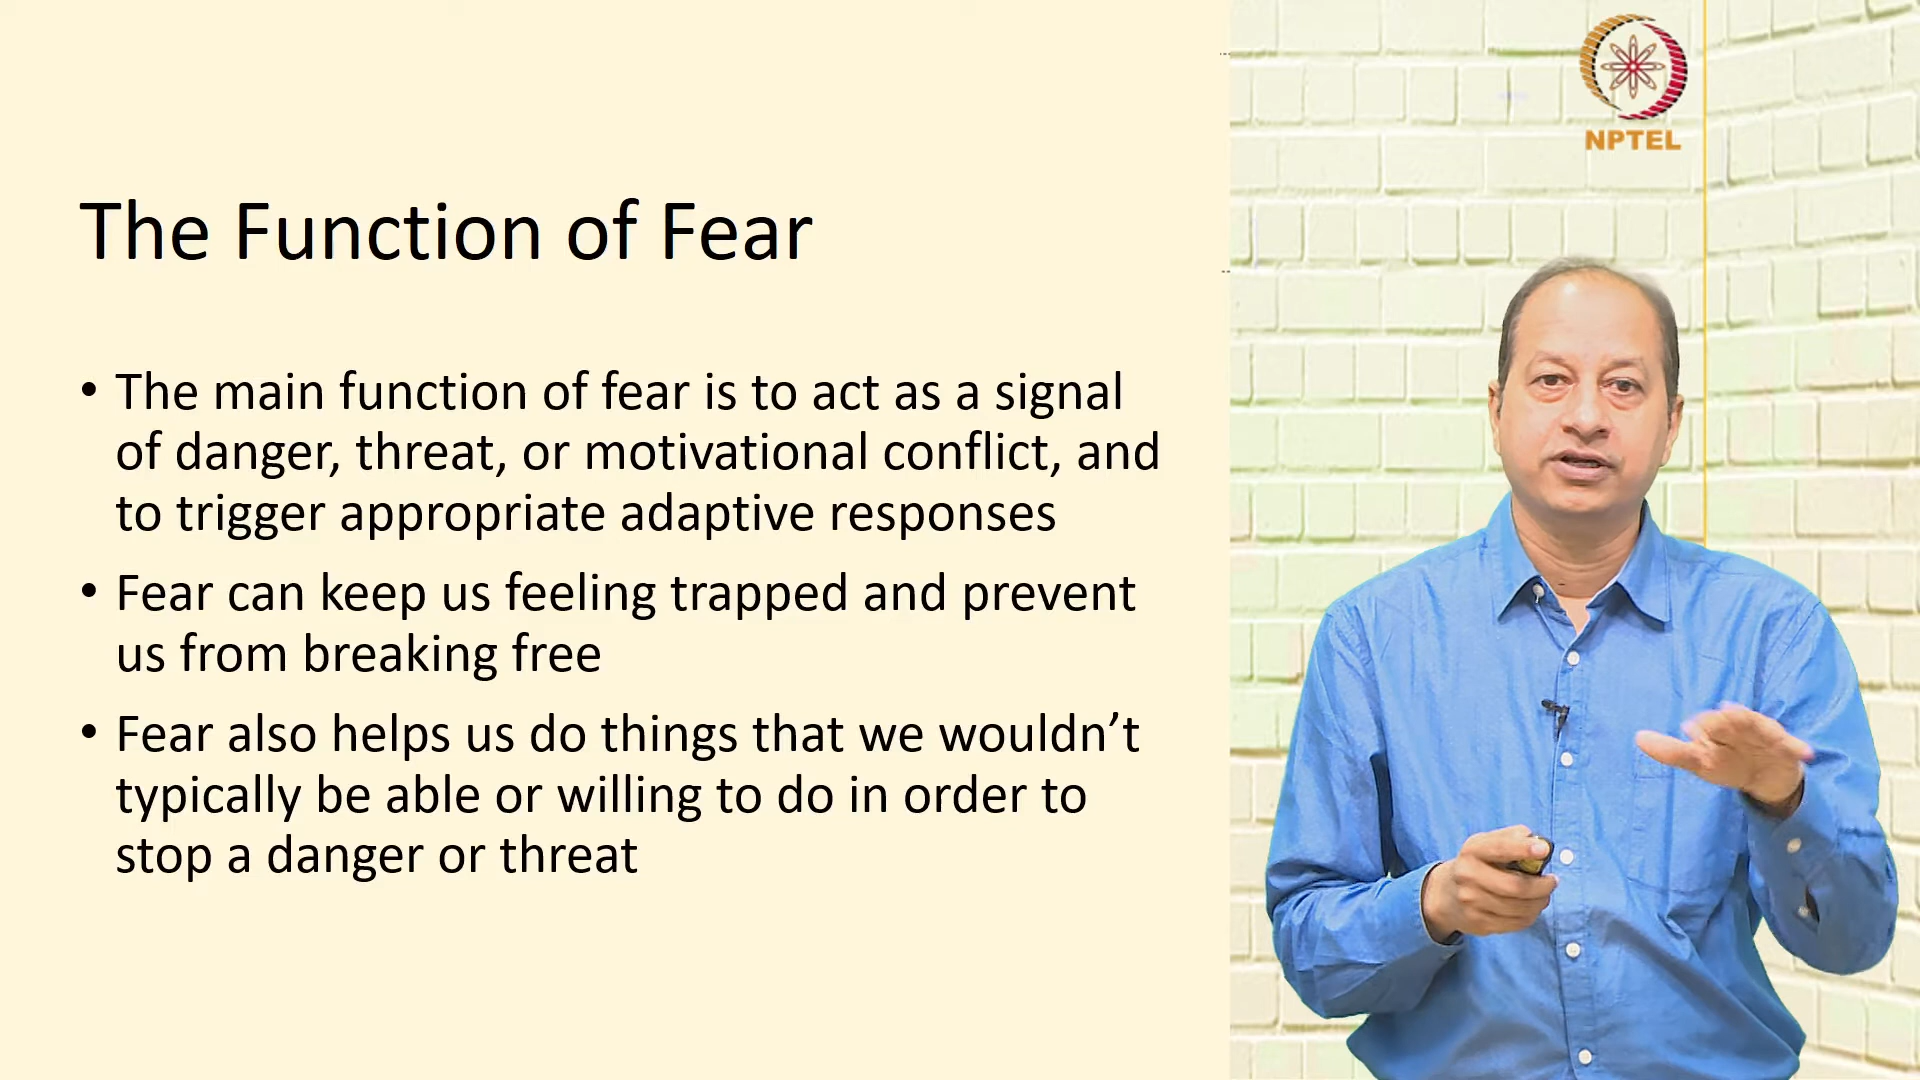 NPTEL
The Function of Fear
• The main function of fear is to act as a signal
of danger, threat, or motivational conflict, and
to trigger appropriate adaptive responses
• Fear can keep us feeling trapped and prevent
us from breaking free
• Fear also helps us do things that we wouldn’t
typically be able or willing to do in order to
stop a danger or threat